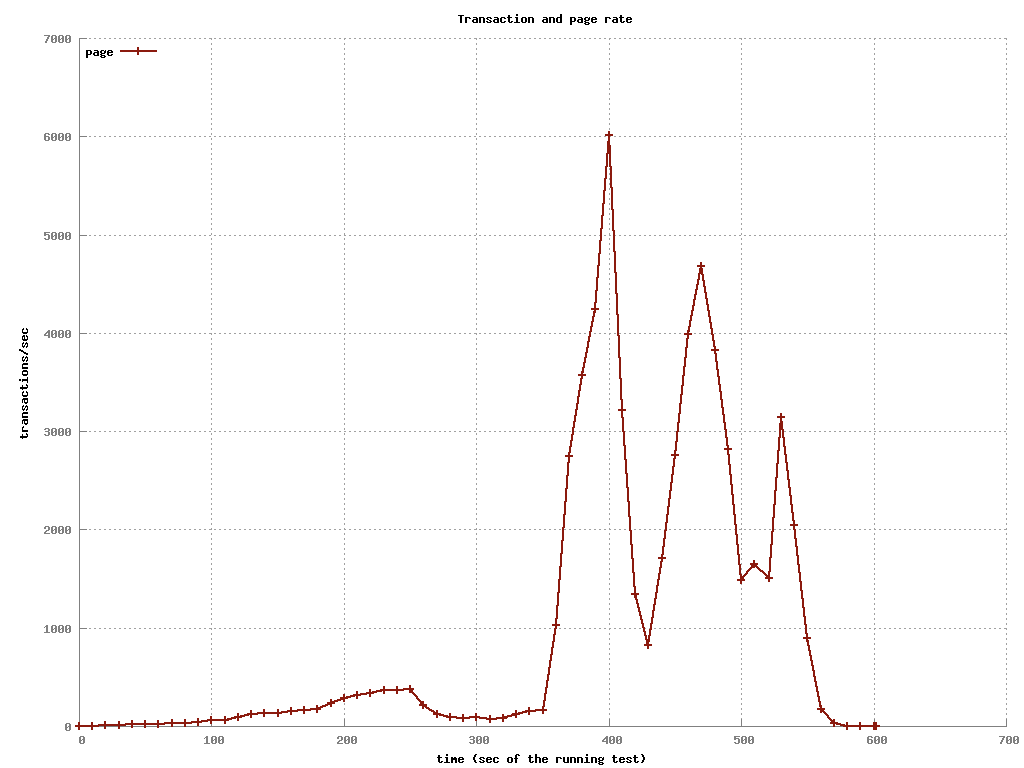 Transaction and page rate
page
7000
6000
5000
4000
3000
2000
1000
0
transactions/sec
0 100 200 300 400 500 600 700
time (sec of the running test)